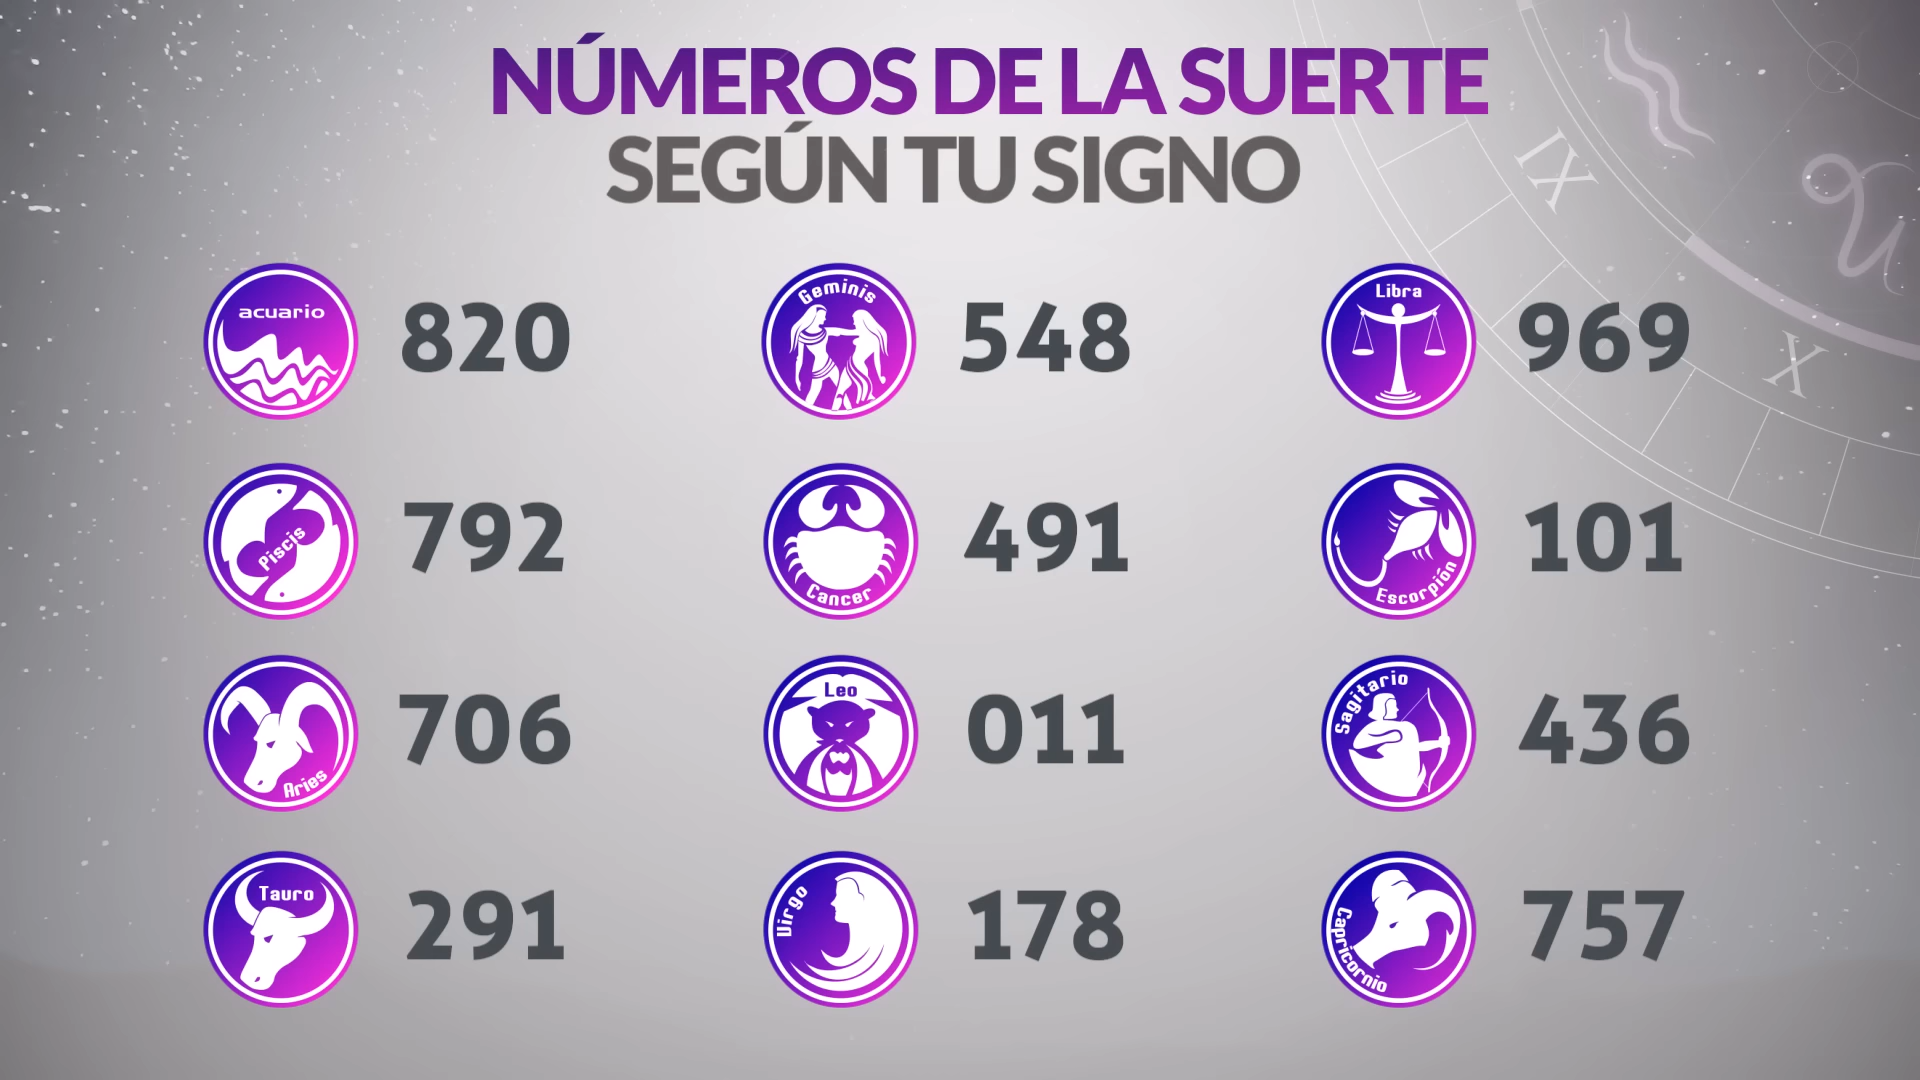 NÚMEROS DE LA SUERTE
SEGÚN TU SIGNO
IX
X
acuario 820
Geminis 548
Libra 969
Piscis 792
Cancer 491
Escorpión 101
Aries 706
Leo 011
Sagitario 436
Tauro 291
Virgo 178
Capricornio 757